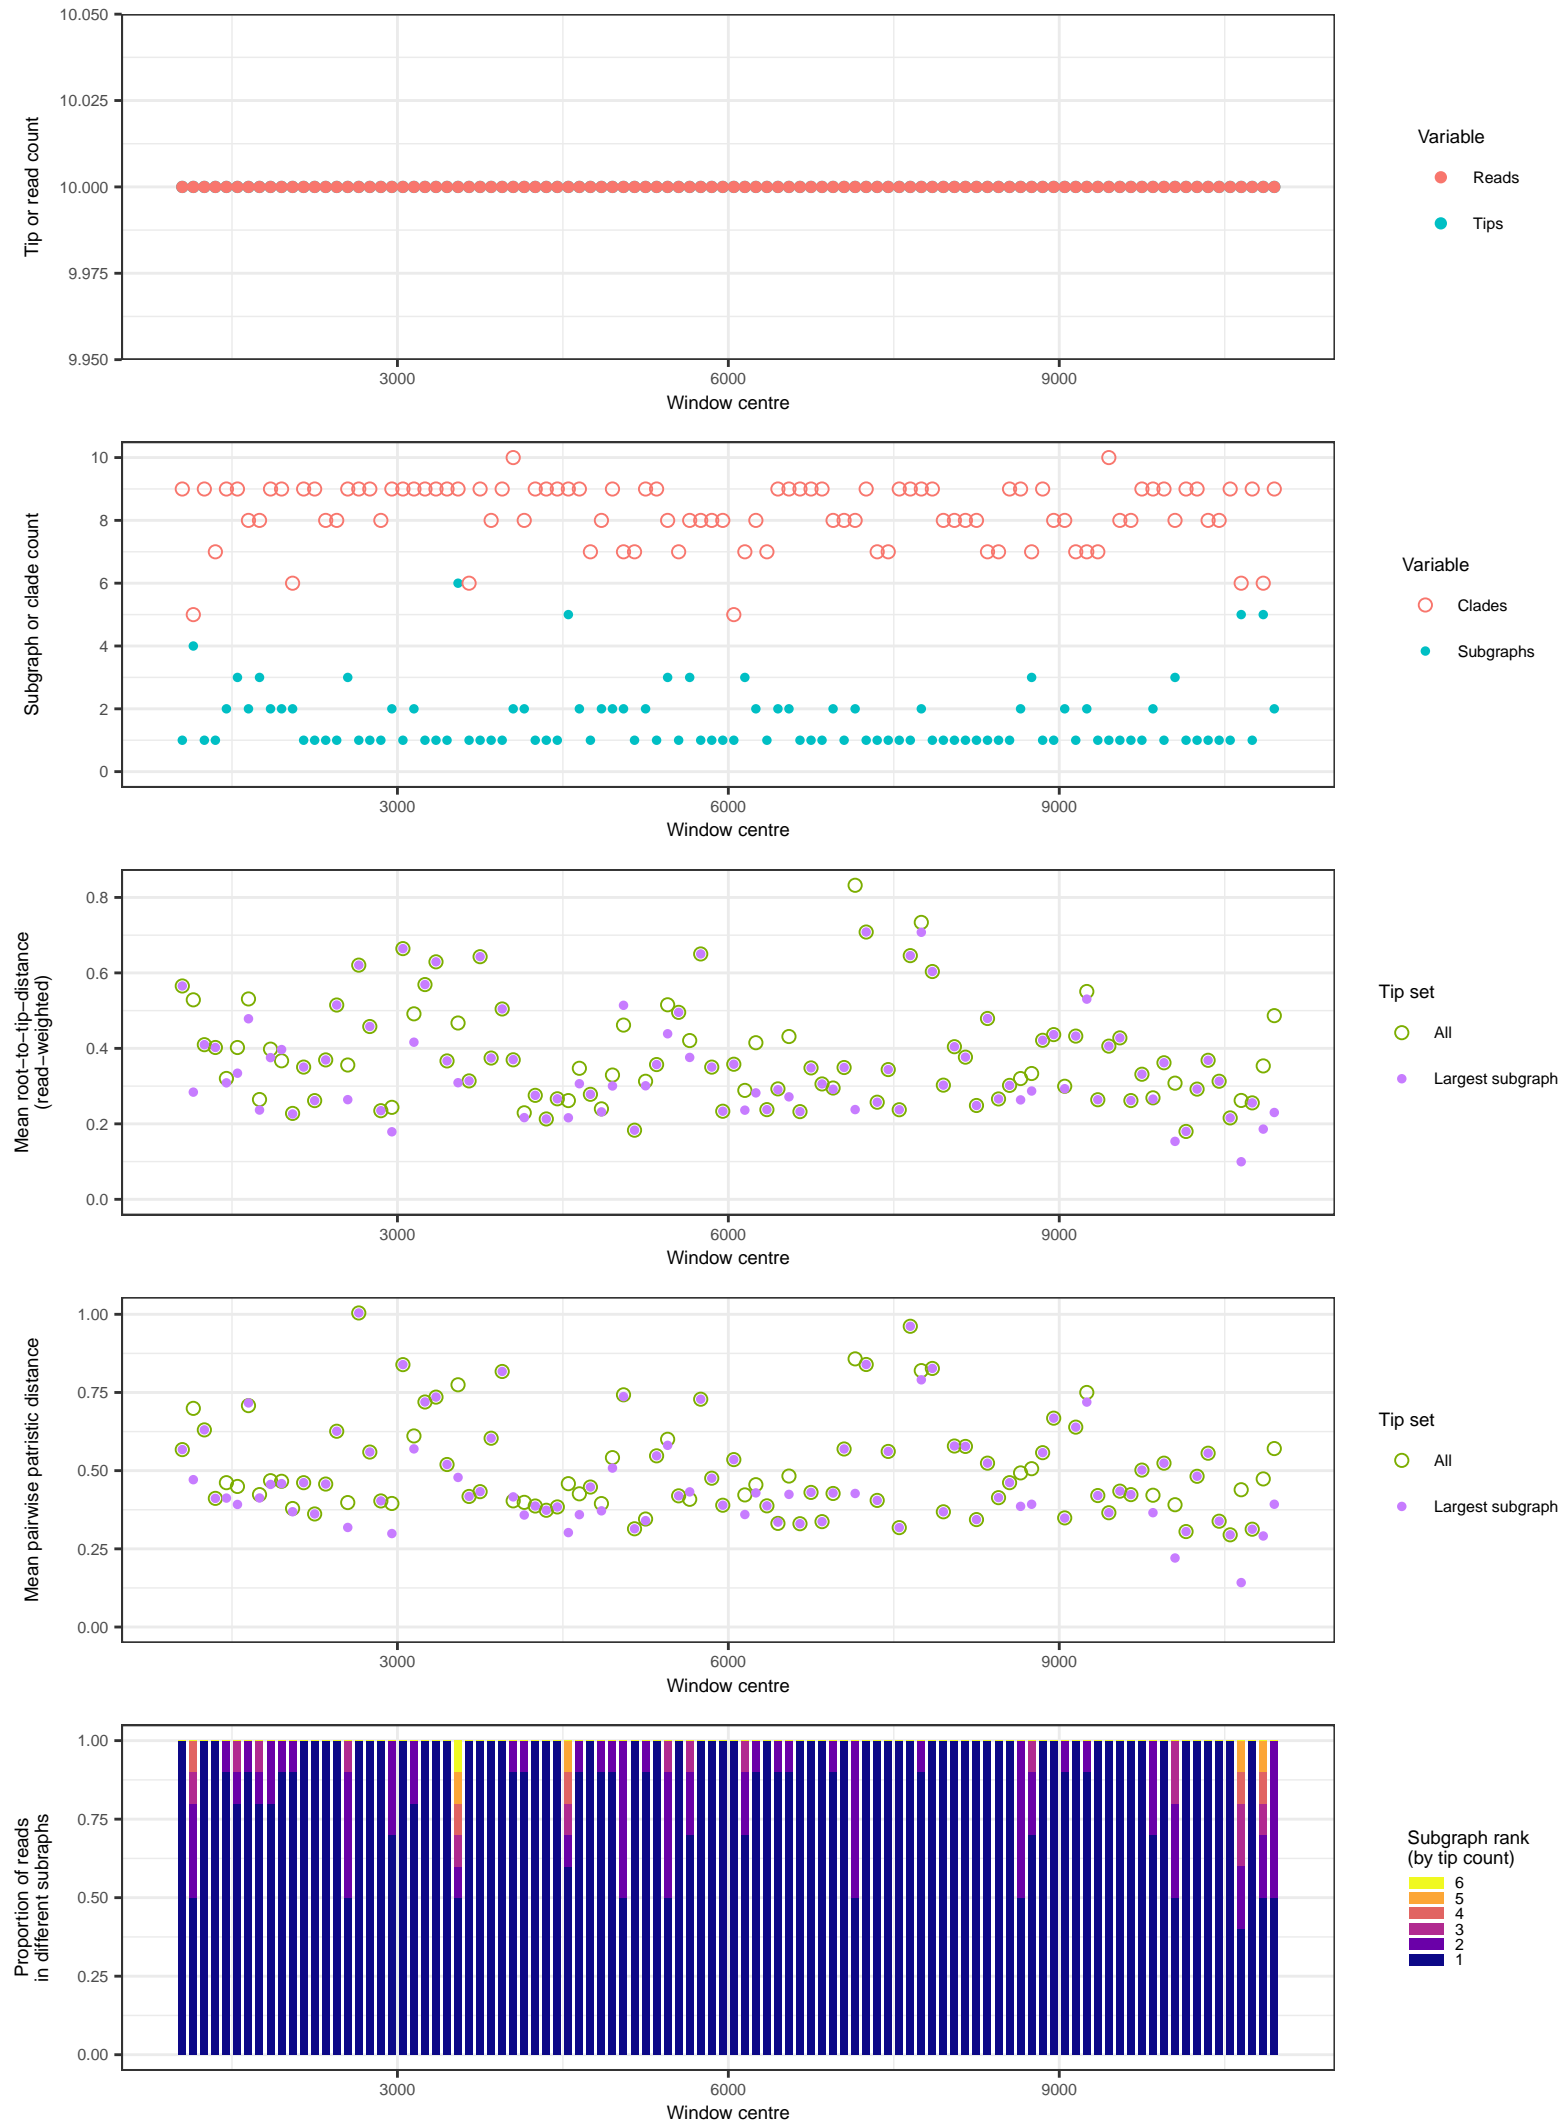 10.050
10.025
10.000
9.975
9.950
Tip or read count
3000 6000 9000
Window centre
Variable
Reads
Tips
10
8
6
4
2
0
Subgraph or clade count
3000 6000 9000
Window centre
Variable
Clades
Subgraphs
0.8
0.6
0.4
0.2
0.0
Mean root−to−tip−distance
(read−weighted)
3000 6000 9000
Window centre
Tip set
All
Largest subgraph
1.00
0.75
0.50
0.25
0.00
Mean pairwise patristic distance
3000 6000 9000
Window centre
Tip set
All
Largest subgraph
1.00
0.75
0.50
0.25
0.00
Proportion of reads
in different subraphs
3000 6000 9000
Window centre
Subgraph rank
(by tip count)
6
5
4
3
2
1